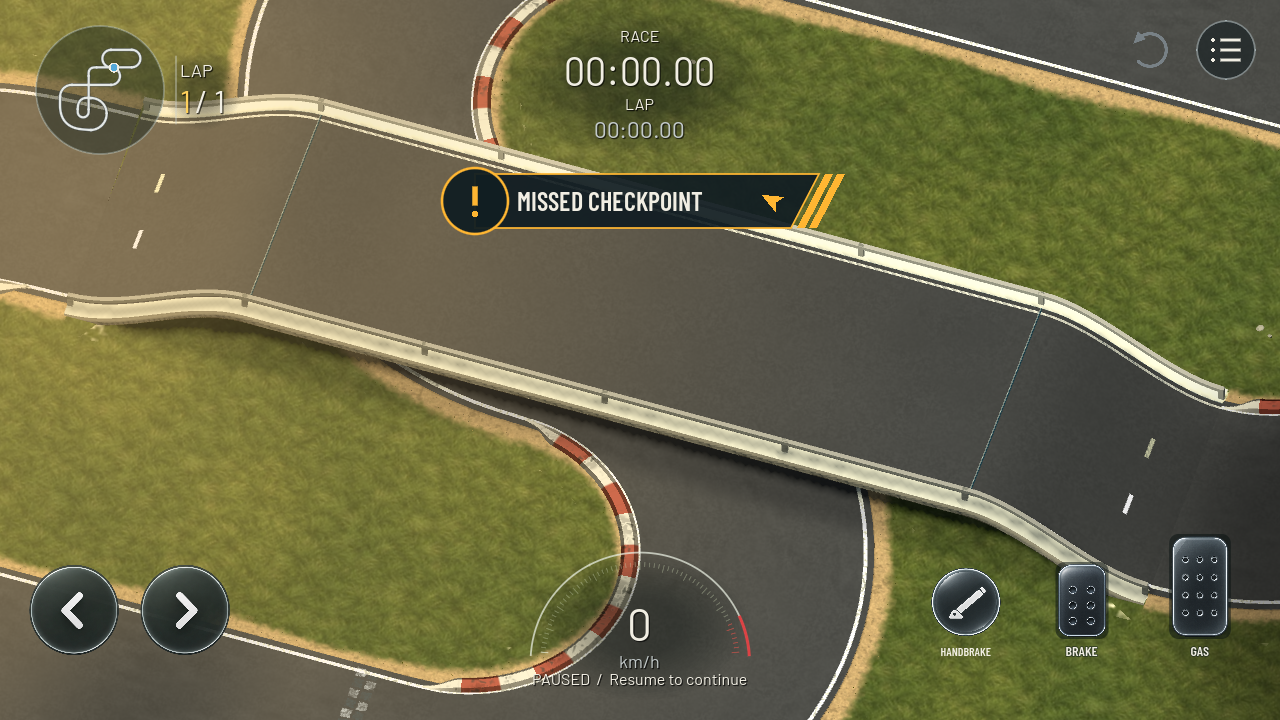 RACE
00:00.00
LAP
00:00.00
LAP
1/ 1
MISSED CHECKPOINT
0
km/h
PAUSED / Resume to continue
HANDBRAKE
BRAKE
GAS